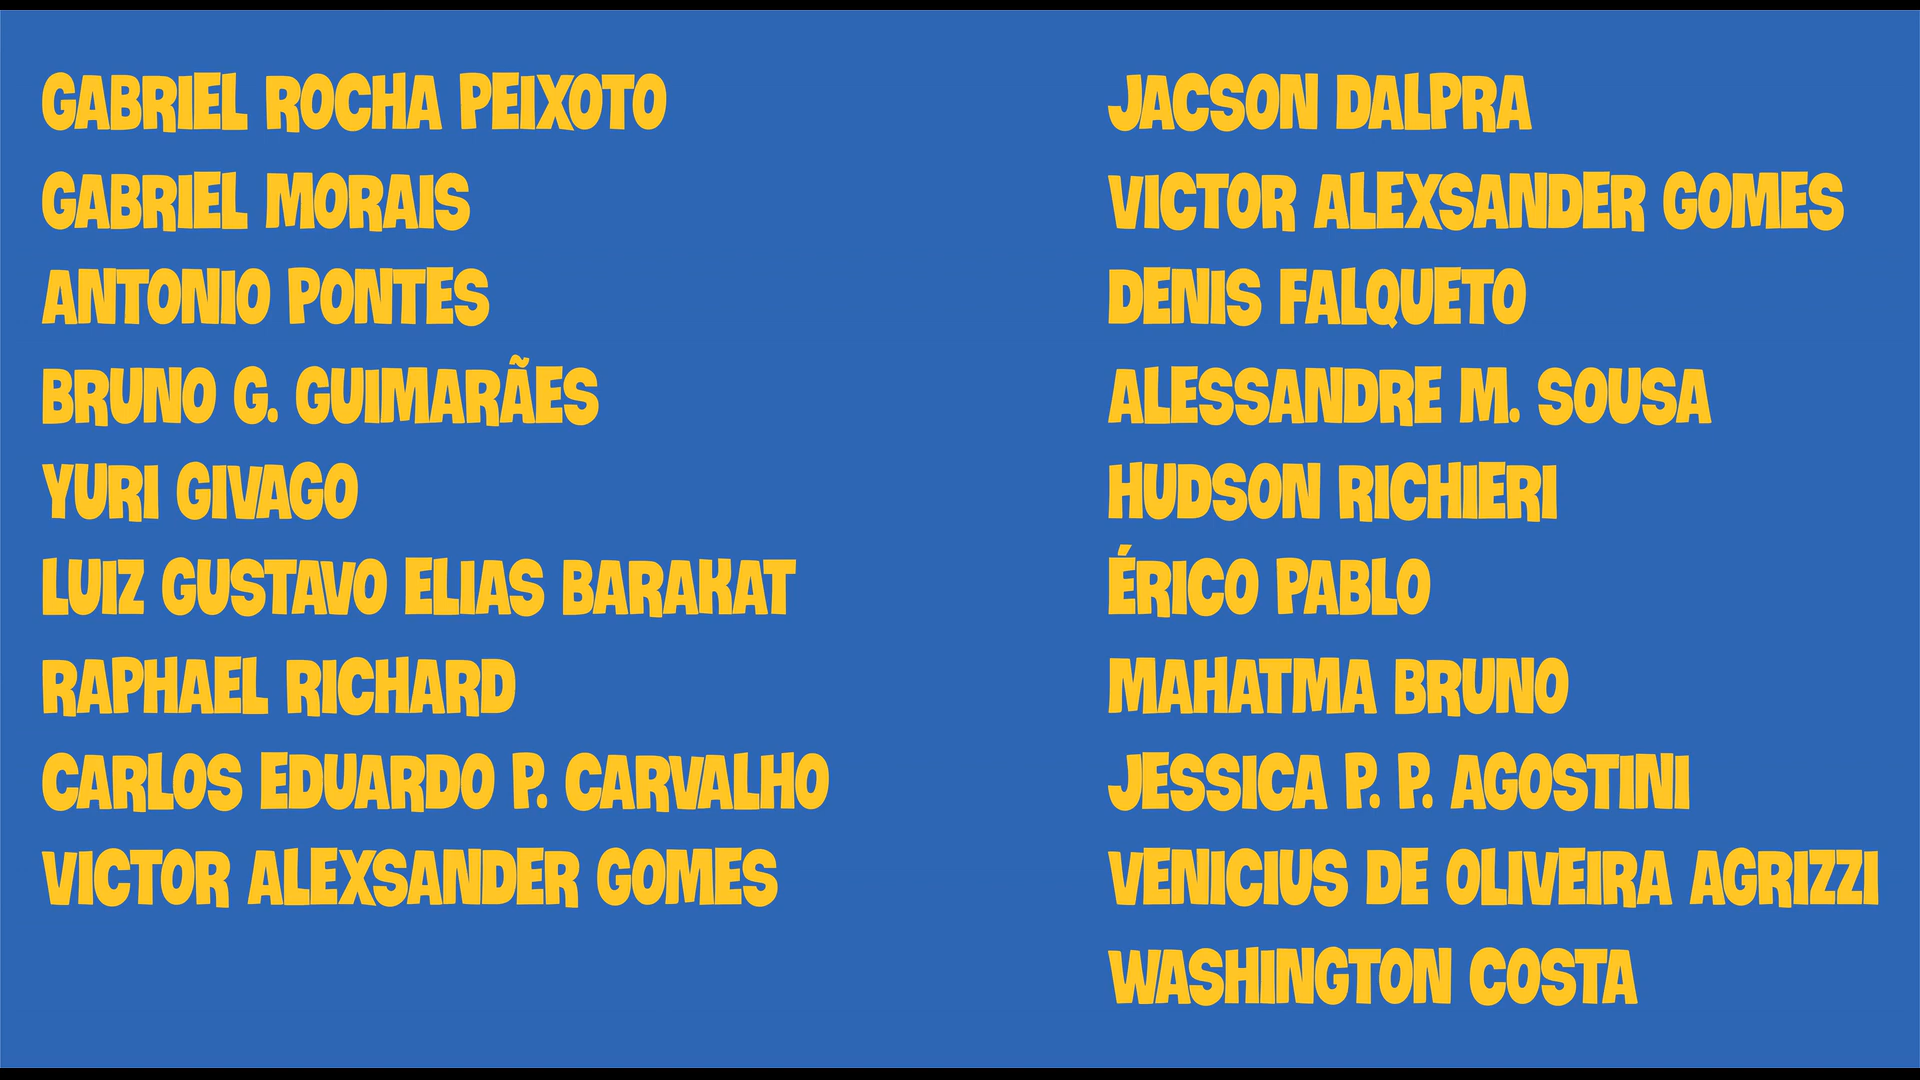 GABRIEL ROCHA PEIXOTO
GABRIEL MORAIS
ANTONIO PONTES
BRUNO G. GUIMARÃES
YURI GIVAGO
LUIZ GUSTAVO ELIAS BARAKAT
RAPHAEL RICHARD
CARLOS EDUARDO P. CARVALHO
VICTOR ALEXSANDER GOMES
JACSON DALPRA
VICTOR ALEXSANDER GOMES
DENIS FALQUETO
ALESSANDRE M. SOUSA
HUDSON RICHIERI
ÉRICO PABLO
MAHATMA BRUNO
JESSICA P. P. AGOSTINI
VENICIUS DE OLIVEIRA AGRIZZI
WASHINGTON COSTA